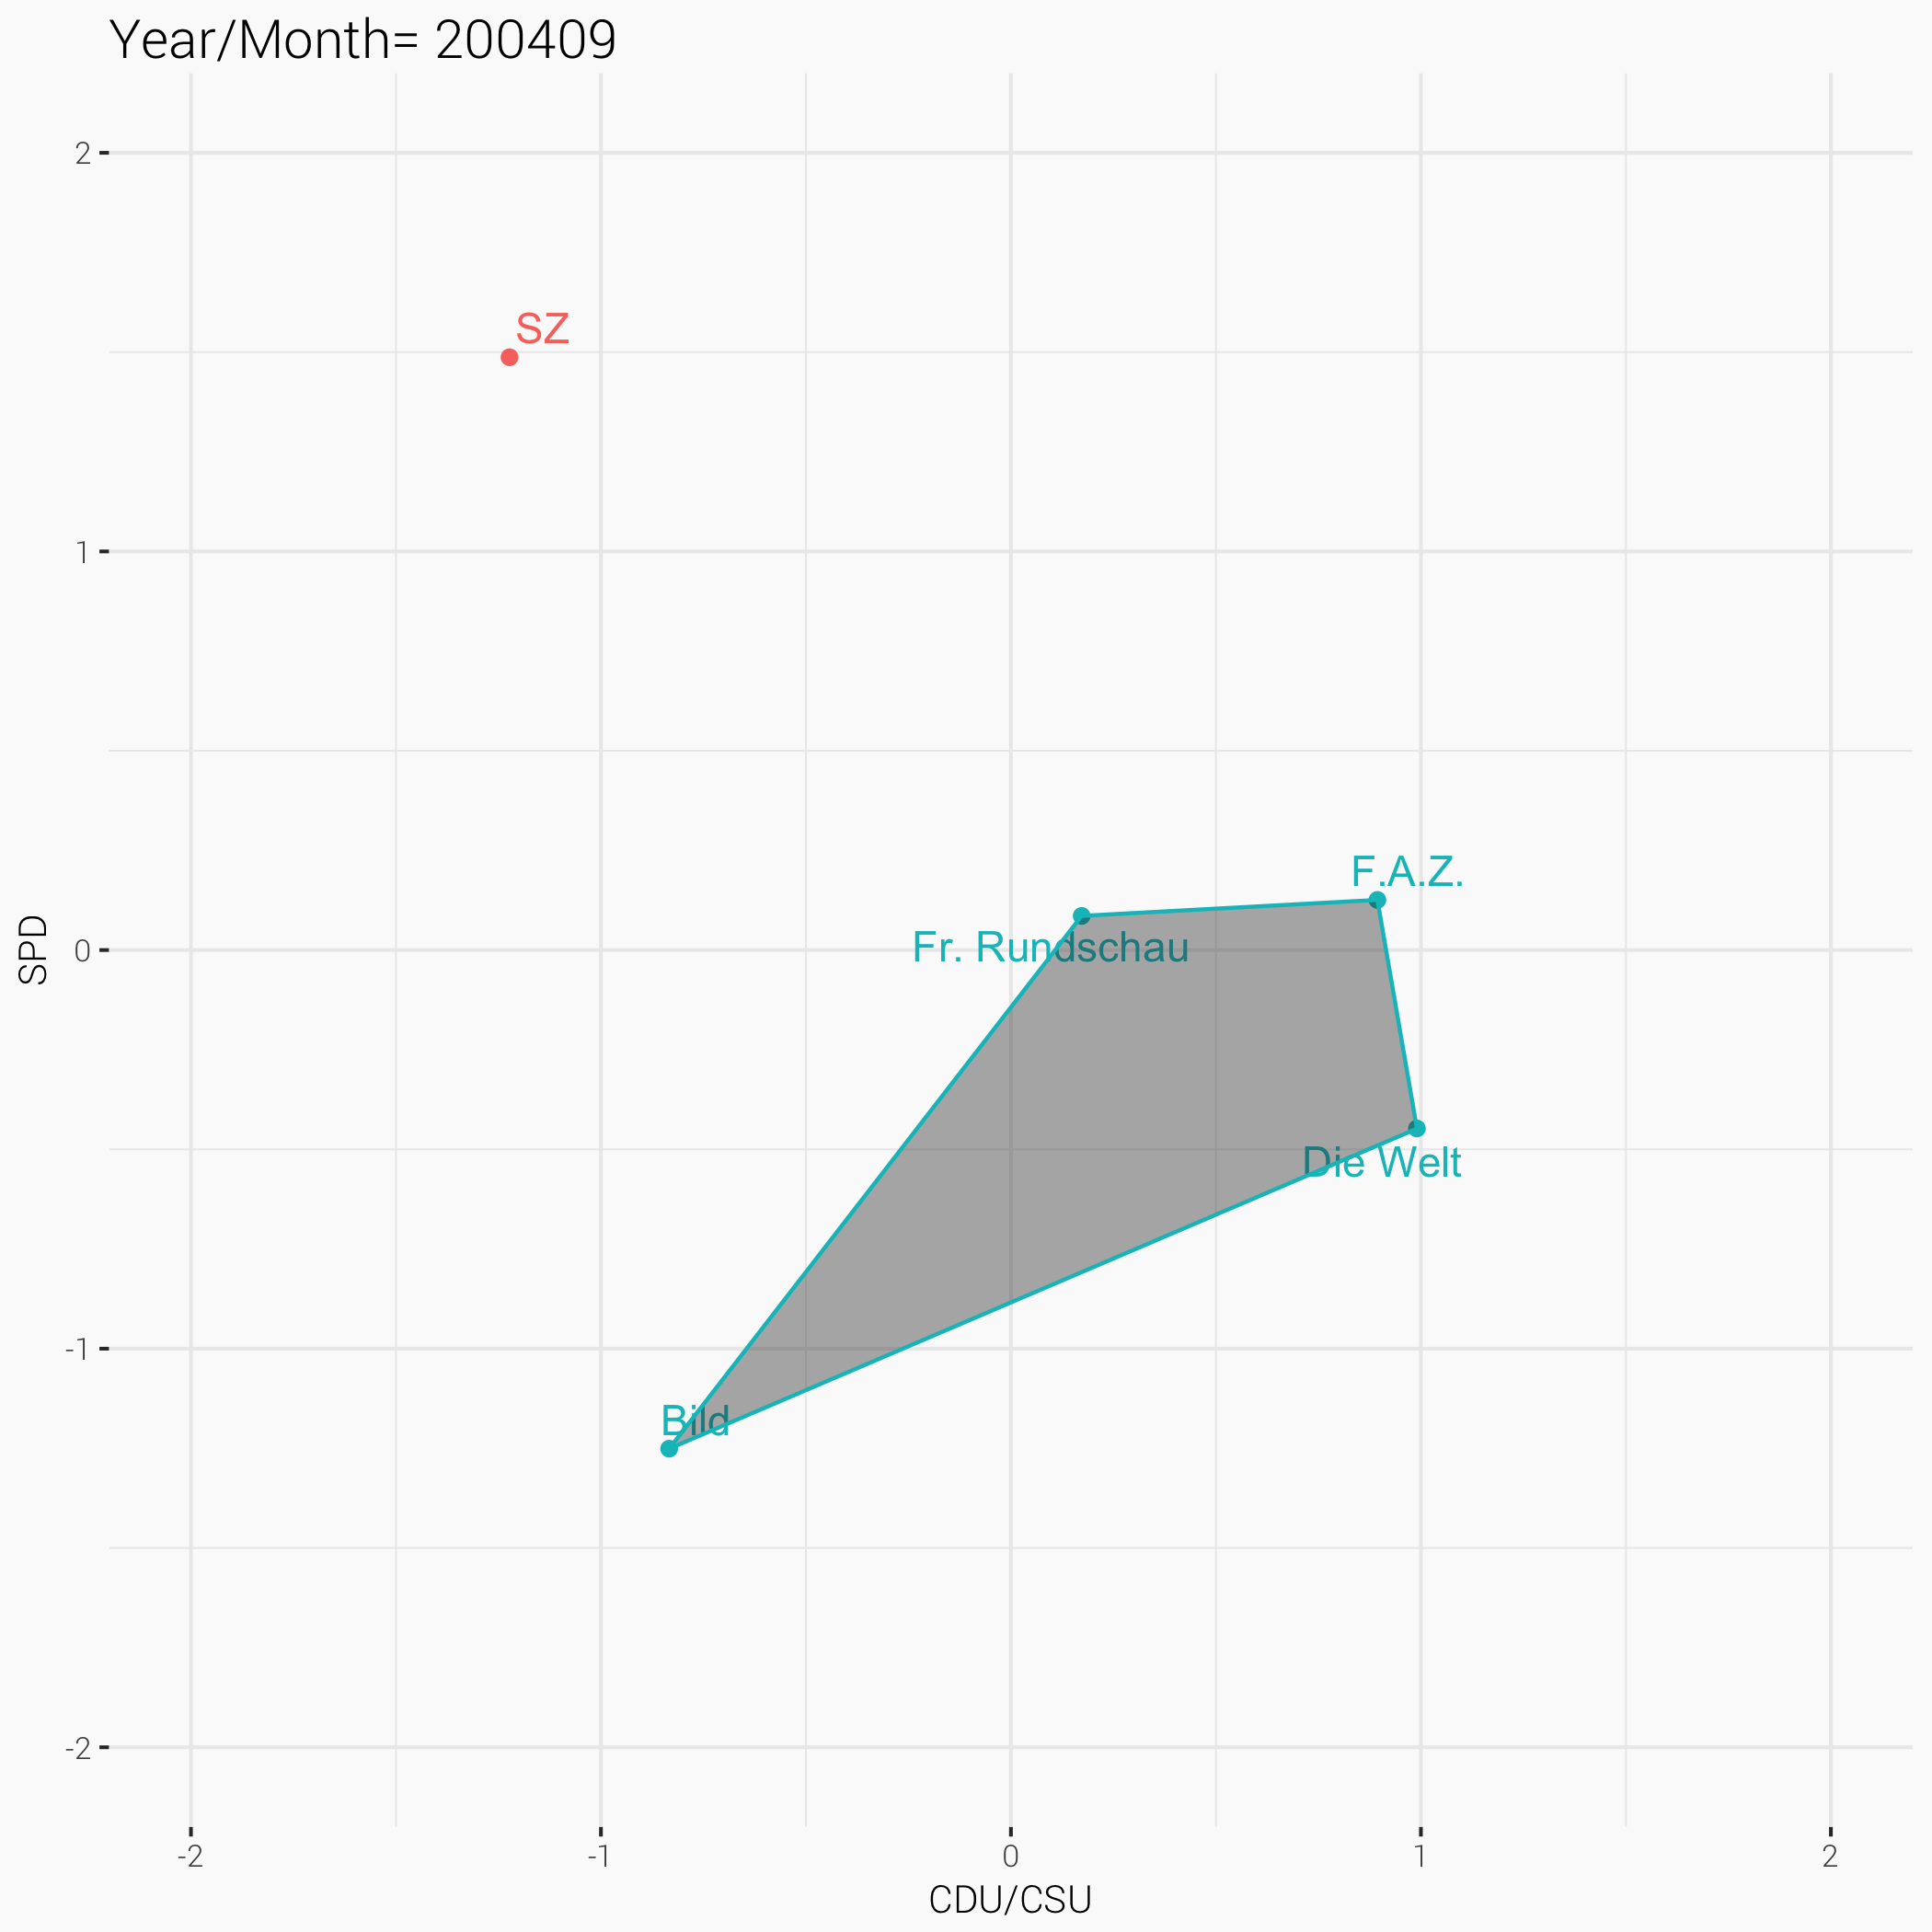 Year/Month= 200409
2
SZ
1
F.A.Z.
Fr. Rundschau
0
SPD
Die Welt
-1
Bild
-2
-2 -1 0 1 2
CDU/CSU